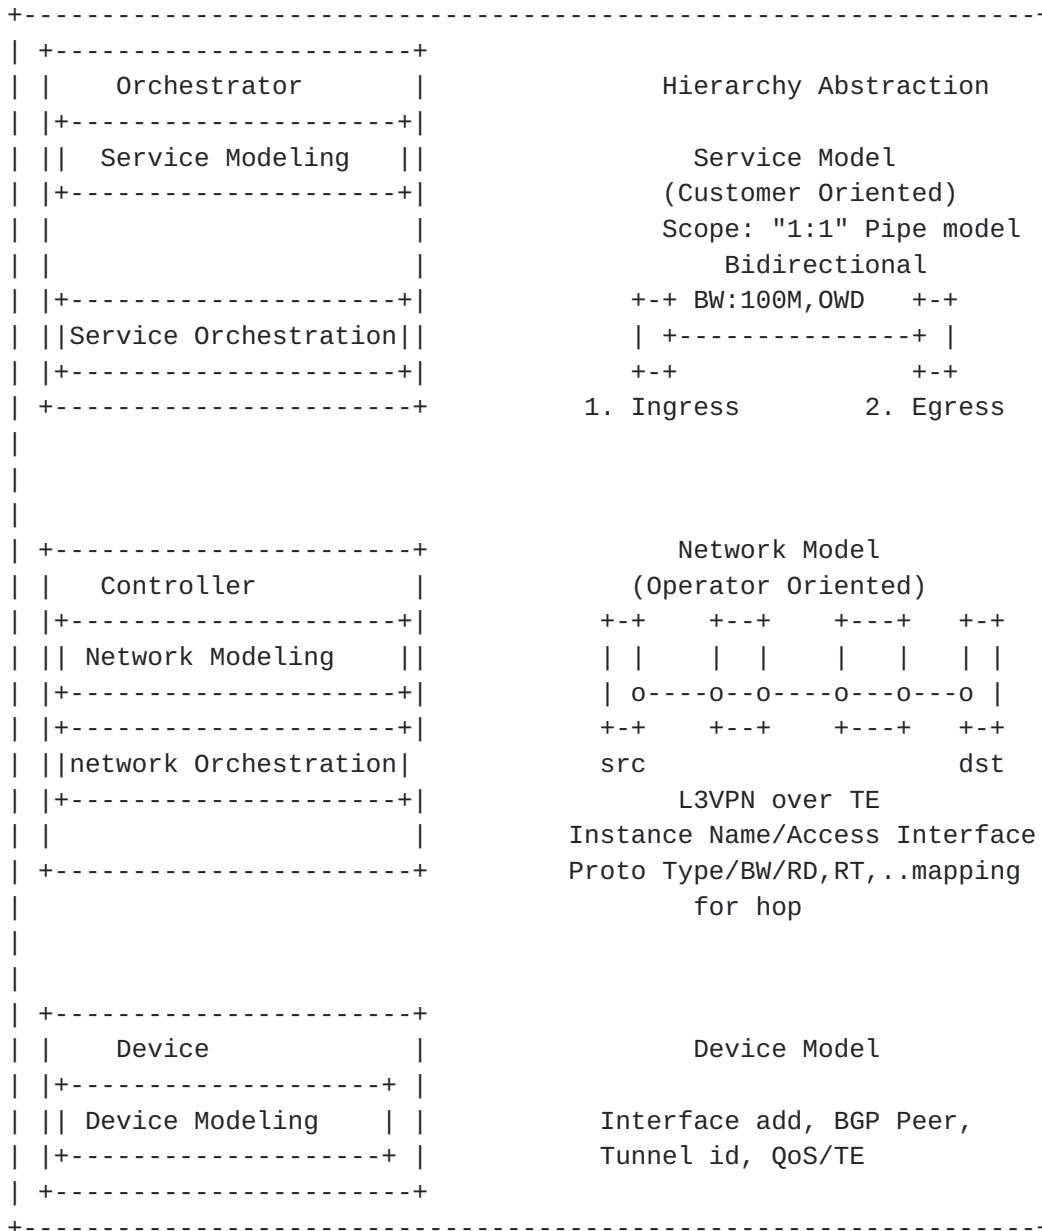 Orchestrator Hierarchy Abstraction
Service Modeling Service Model
(Customer Oriented)
Scope: "1:1" Pipe model
Bidirectional
BW:100M,OWD
Service Orchestration
1. Ingress 2. Egress
Network Model
Controller (Operator Oriented)
Network Modeling
o----o--o----o---o---o
network Orchestration src dst
L3VPN over TE
Instance Name/Access Interface
Proto Type/BW/RD,RT,..mapping
for hop
Device Device Model
Device Modeling Interface add, BGP Peer,
Tunnel id, QoS/TE